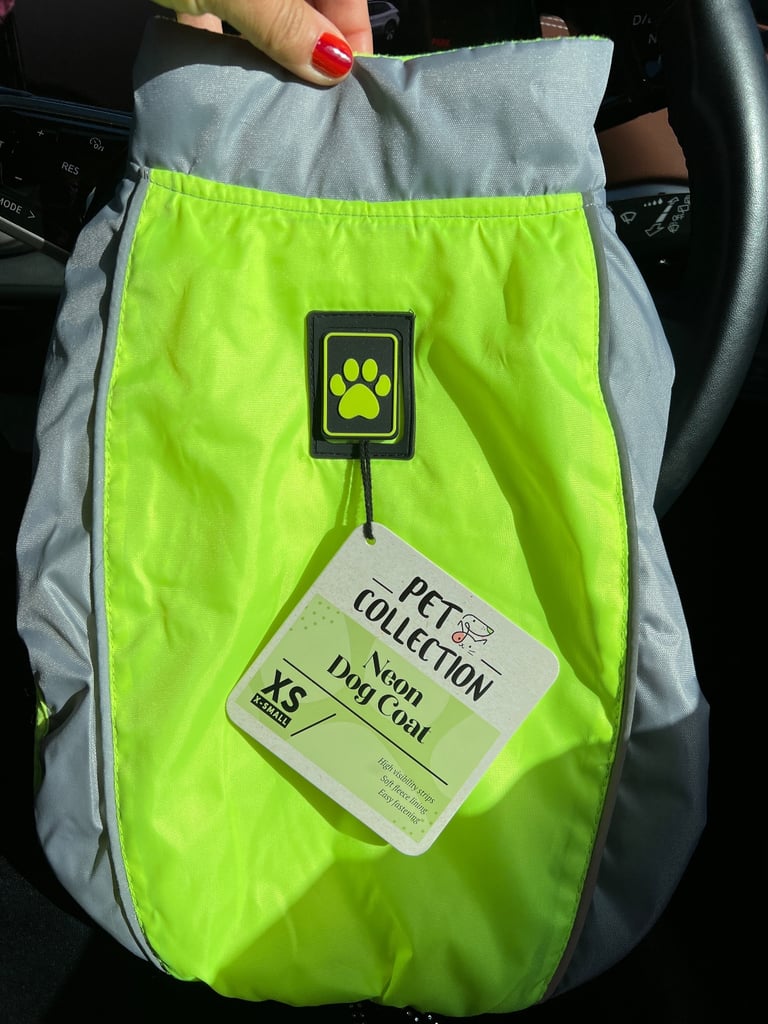 D/
N
+
RES
-
MODE >
PET
COLLECTION
Neon
Dog Coat
XS
X-SMALL
High visibility strips
Soft fleece lining
Easy fastening